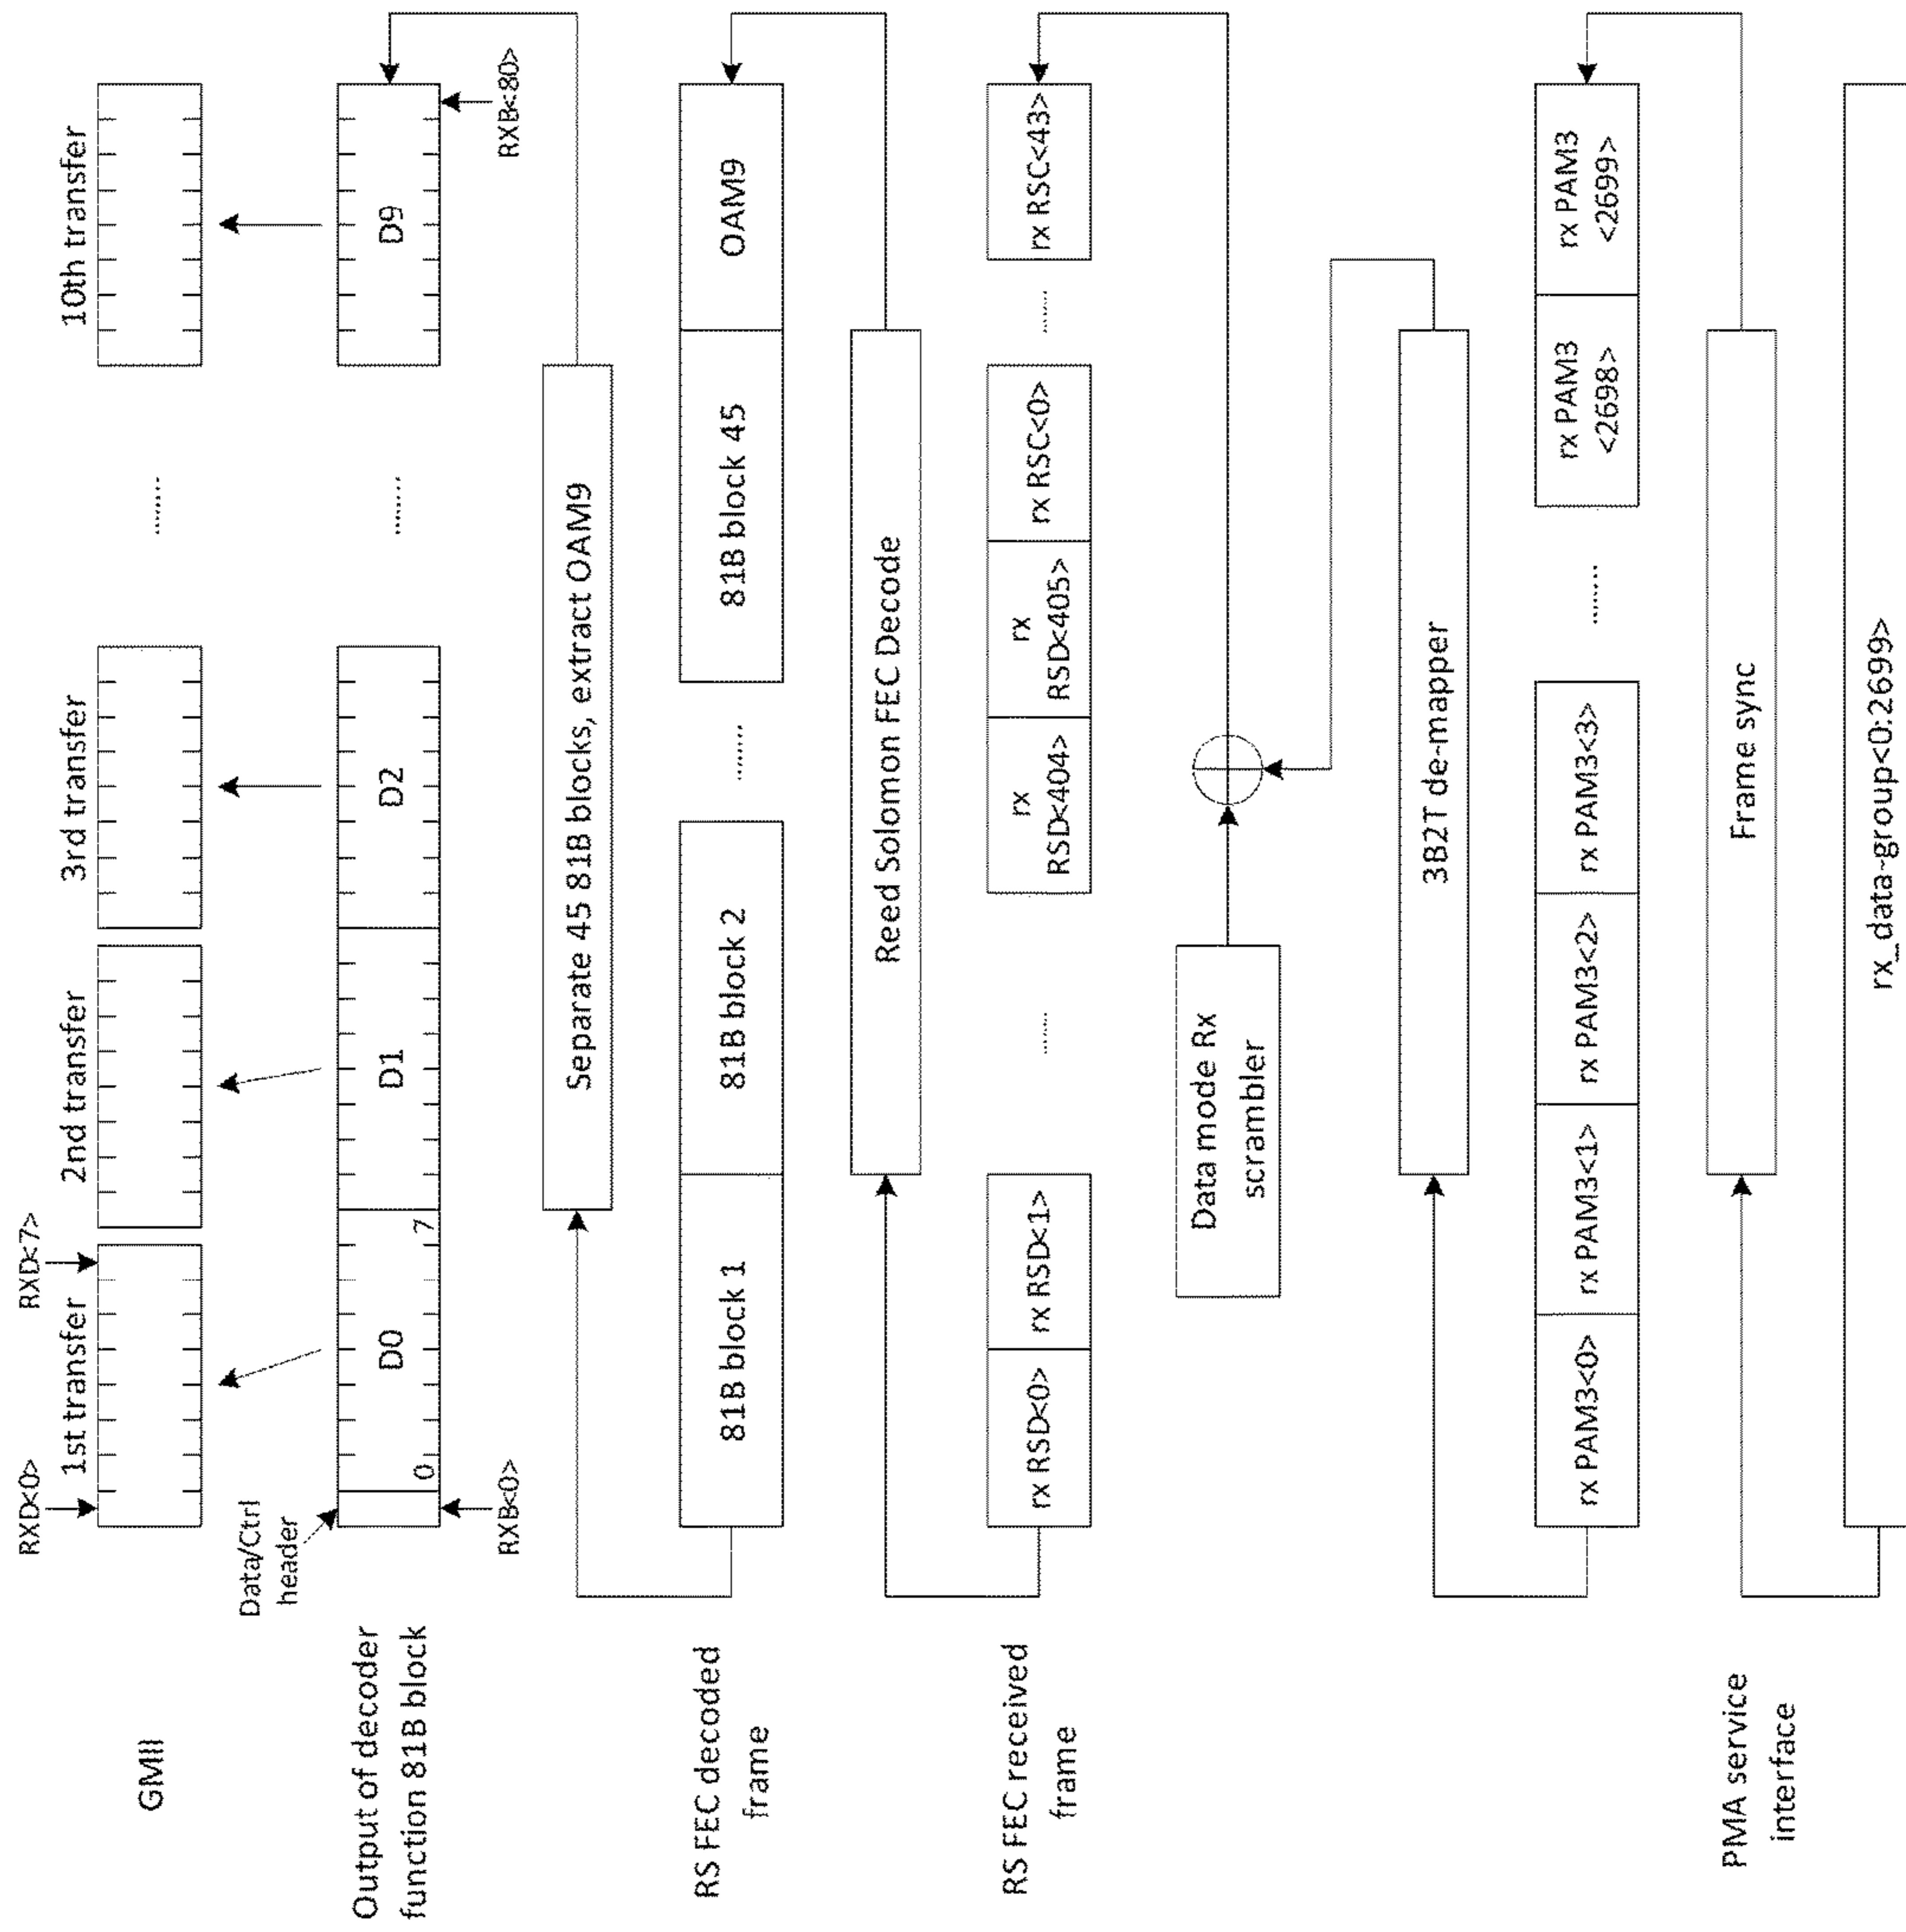 RXD<0>
RXD<7>
1st transfer
2nd transfer
3rd transfer
10th transfer
GMII
........
Data/Ctrl
header
Output of decoder
function 81B block
0
D0
7
D1
D2
........
D9
RXB<0>
RXB<80>
Separate 45 81B blocks, extract OAM9
RS FEC decoded
frame
81B block 1
81B block 2
........
81B block 45
OAM9
Reed Solomon FEC Decode
RS FEC received
frame
rx RSD<0>
rx RSD<1>
......
rx
RSD<404>
rx
RSD<405>
rx RSC<0>
......
rx RSC<43>
Data mode Rx
scrambler
3B2T de-mapper
rx PAM3<0>
rx PAM3<1>
rx PAM3<2>
rx PAM3<3>
........
rx PAM3
<2698>
rx PAM3
<2699>
Frame sync
PMA service
interface
rx_data-group<0:2699>